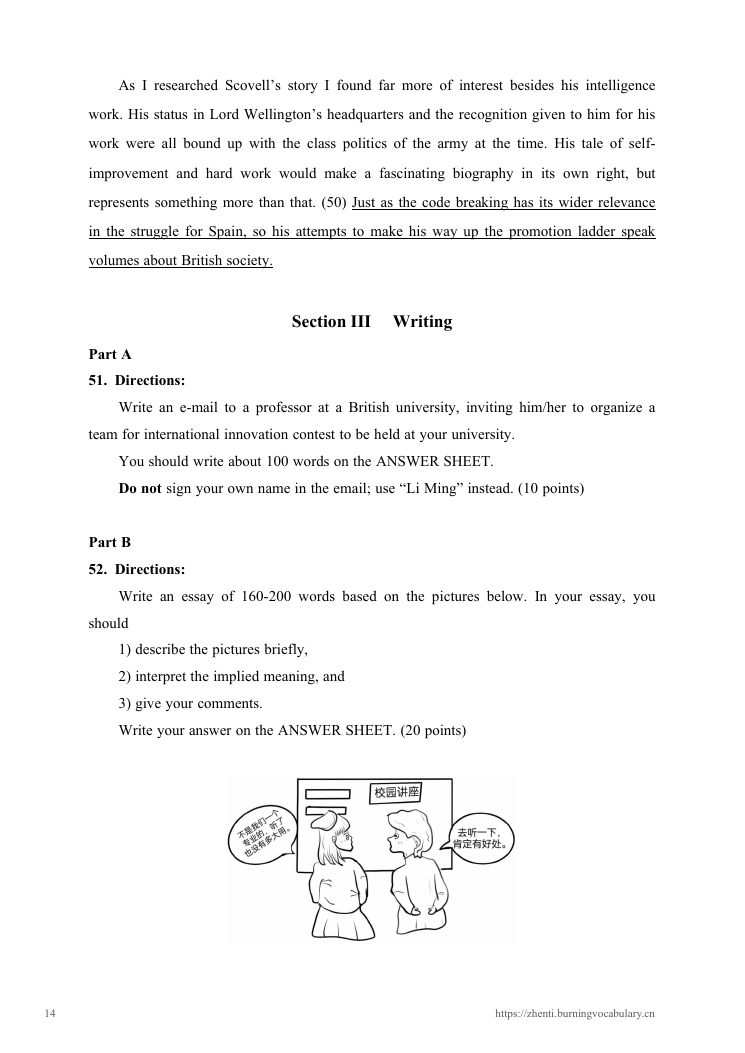 As I researched Scovell’s story I found far more of interest besides his intelligence
work. His status in Lord Wellington’s headquarters and the recognition given to him for his
work were all bound up with the class politics of the army at the time. His tale of self-
improvement and hard work would make a fascinating biography in its own right, but
represents something more than that. (50) Just as the code breaking has its wider relevance
in the struggle for Spain, so his attempts to make his way up the promotion ladder speak
volumes about British society.
Section III Writing
Part A
51. Directions:
Write an e-mail to a professor at a British university, inviting him/her to organize a
team for international innovation contest to be held at your university.
You should write about 100 words on the ANSWER SHEET.
Do not sign your own name in the email; use “Li Ming” instead. (10 points)
Part B
52. Directions:
Write an essay of 160-200 words based on the pictures below. In your essay, you
should
1) describe the pictures briefly,
2) interpret the implied meaning, and
3) give your comments.
Write your answer on the ANSWER SHEET. (20 points)
校园讲座
不是我们一个
专业的，听了
也没有多大用。
去听一下，
肯定有好处。
14
https://zhenti.burningvocabulary.cn